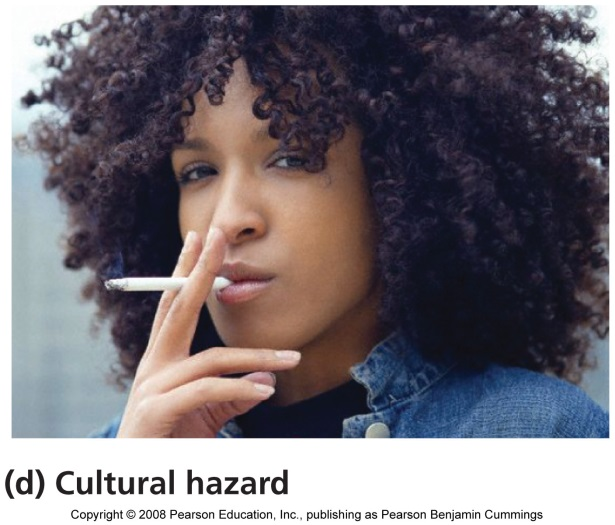 (d) Cultural hazard
Copyright © 2008 Pearson Education, Inc., publishing as Pearson Benjamin Cummings